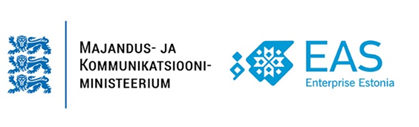 MAJANDUS- JA
KOMMUNIKATSIOONI-
MINISTEERIUM
EAS
Enterprise Estonia